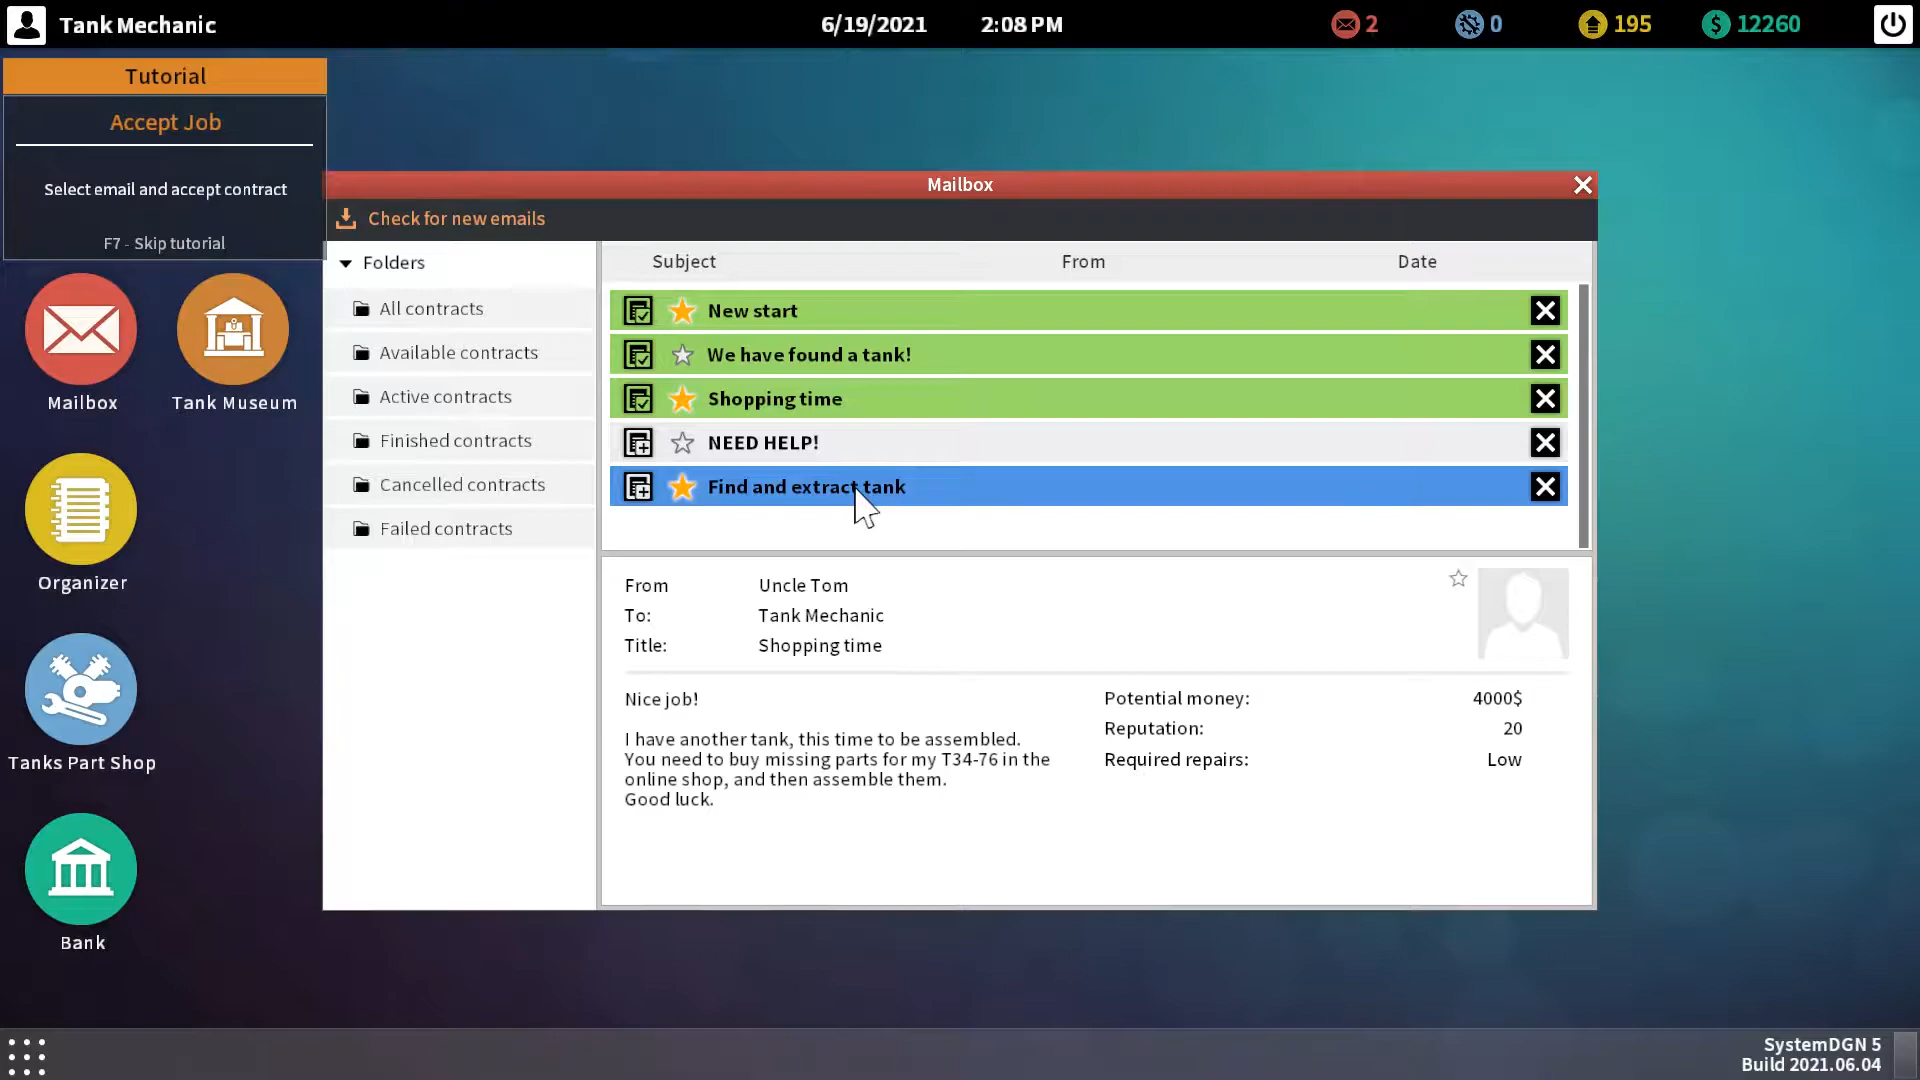 Tank Mechanic
6/19/2021
2:08 PM
2
0
195
$
12260
Tutorial
Accept Job
Select email and accept contract
F7 - Skip tutorial
Mailbox
Tank Museum
Organizer
Tanks Part Shop
Bank
Mailbox
Check for new emails
Folders
All contracts
Available contracts
Active contracts
Finished contracts
Cancelled contracts
Failed contracts
Subject
From
Date
New start
We have found a tank!
Shopping time
NEED HELP!
Find and extract tank
From Uncle Tom
To: Tank Mechanic
Title: Shopping time
Nice job!
I have another tank, this time to be assembled.
You need to buy missing parts for my T34-76 in the
online shop, and then assemble them.
Good luck.
Potential money: 4000$
Reputation: 20
Required repairs: Low
SystemDGN 5
Build 2021.06.04